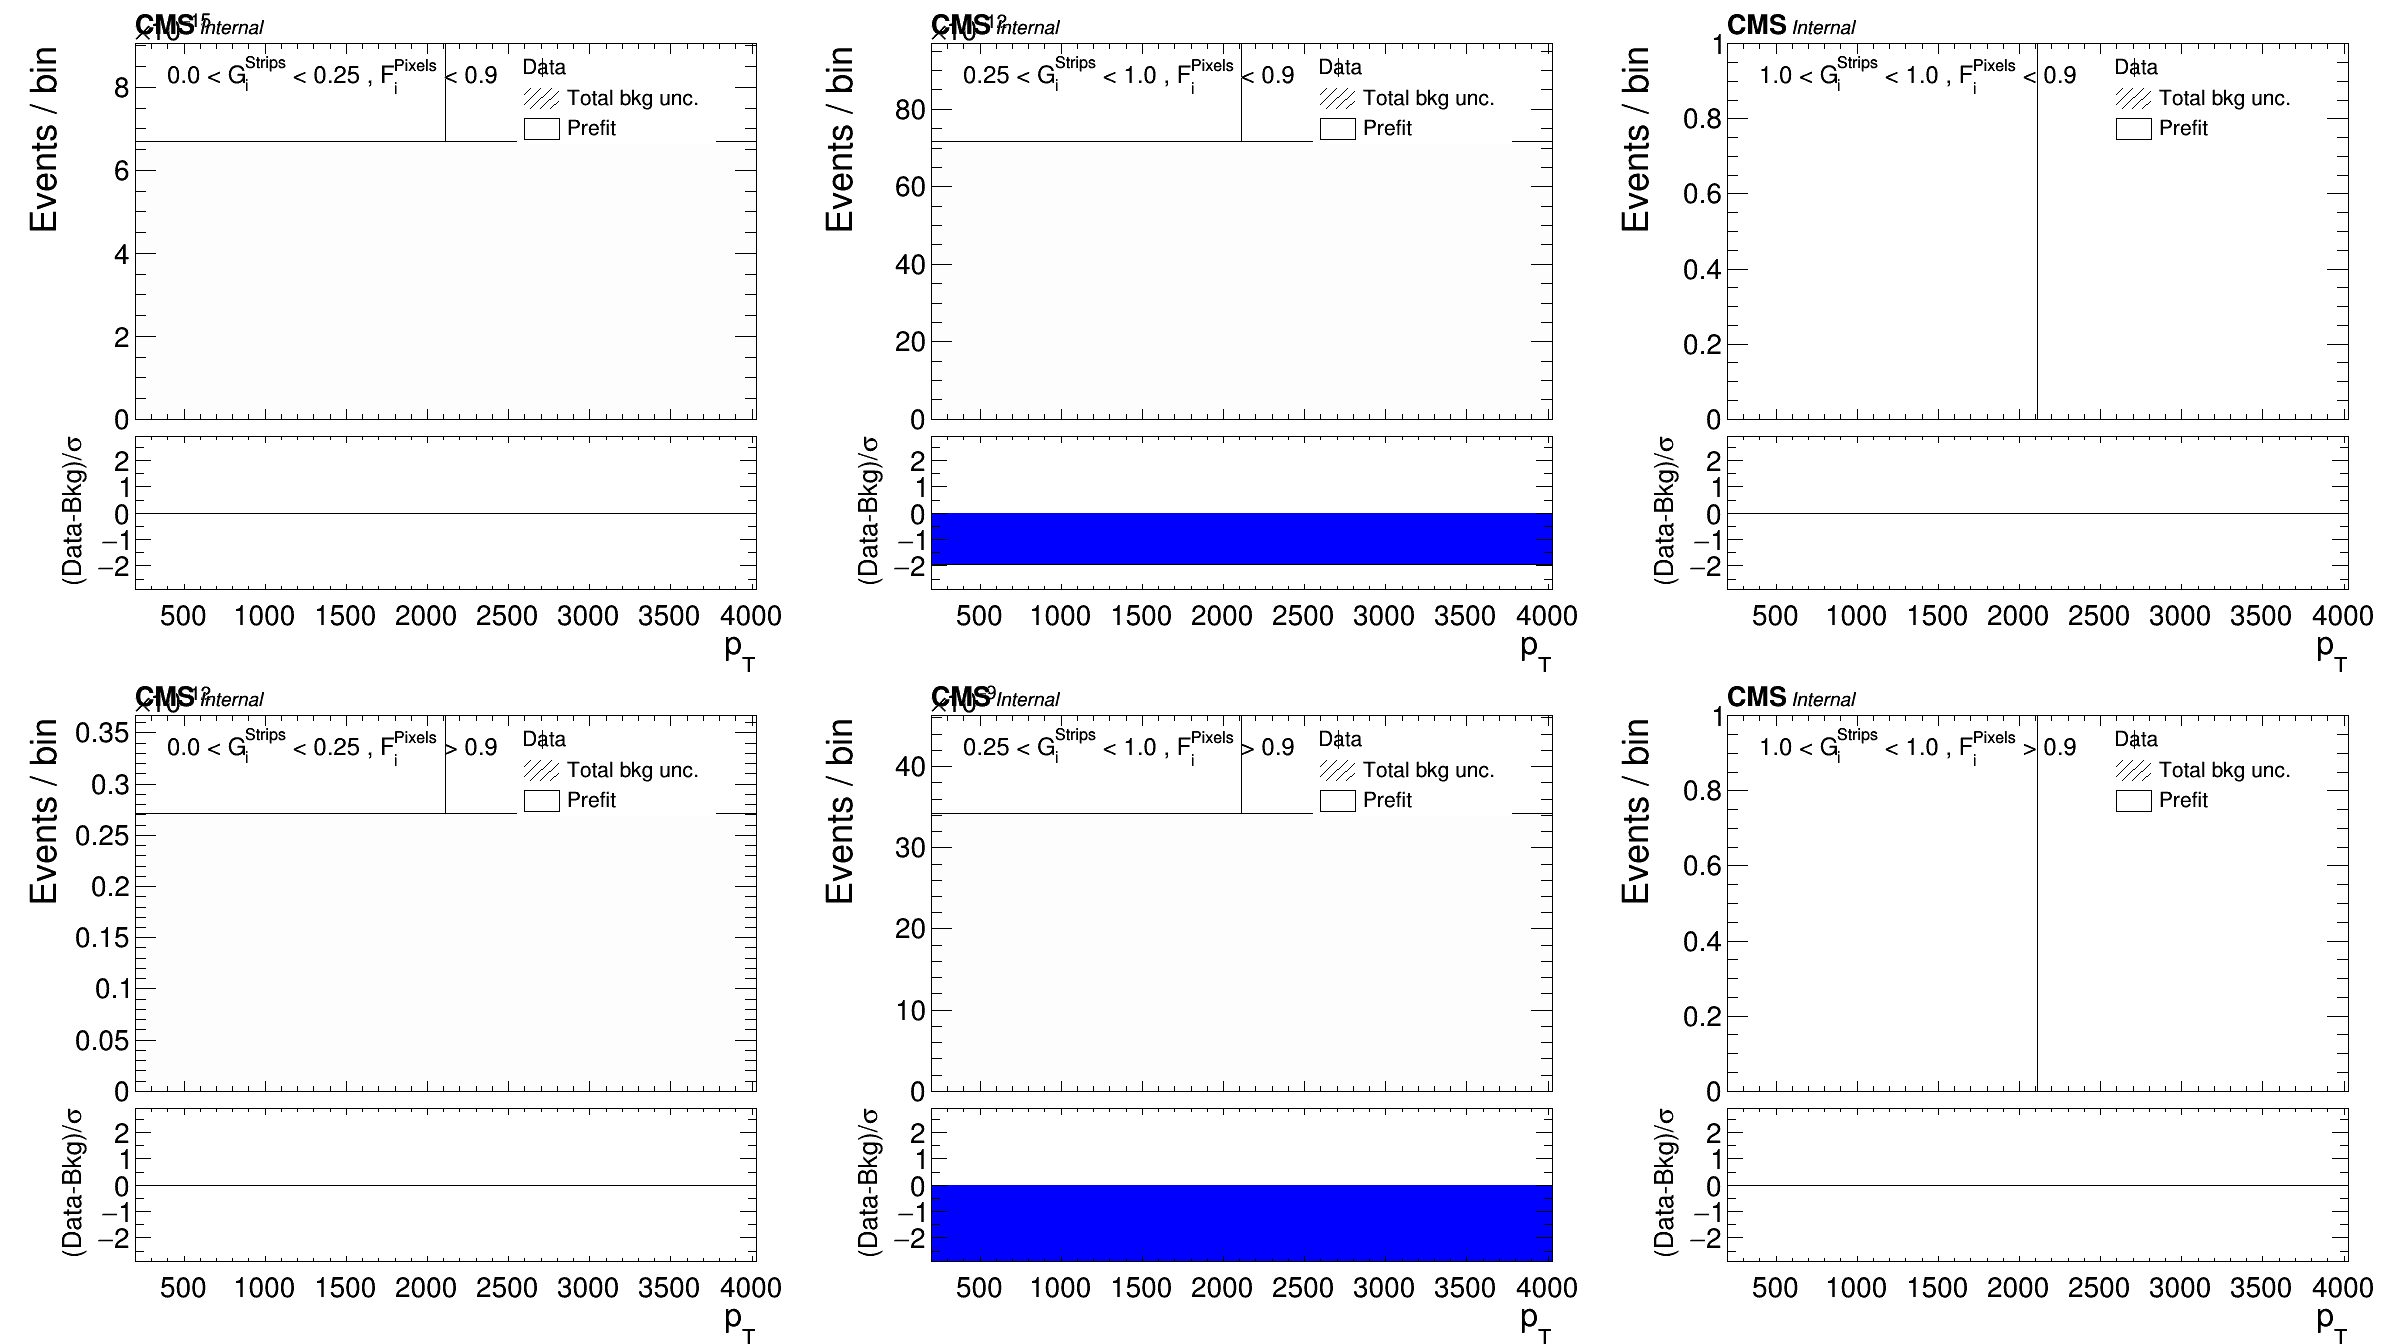 CMS Internal
0.0 < G_i^Strips < 0.25 , F_i^Pixels < 0.9
Data
Total bkg unc.
Prefit
Events / bin
8
6
4
2
0
(Data-Bkg)/σ
2
1
0
−1
−2
500 1000 1500 2000 2500 3000 3500 4000
p_T
CMS Internal
0.25 < G_i^Strips < 1.0 , F_i^Pixels < 0.9
Data
Total bkg unc.
Prefit
Events / bin
80
60
40
20
0
(Data-Bkg)/σ
2
1
0
−1
−2
500 1000 1500 2000 2500 3000 3500 4000
p_T
CMS Internal
1.0 < G_i^Strips < 1.0 , F_i^Pixels < 0.9
Data
Total bkg unc.
Prefit
Events / bin
1
0.8
0.6
0.4
0.2
0
(Data-Bkg)/σ
2
1
0
−1
−2
500 1000 1500 2000 2500 3000 3500 4000
p_T
CMS Internal
0.0 < G_i^Strips < 0.25 , F_i^Pixels > 0.9
Data
Total bkg unc.
Prefit
Events / bin
0.35
0.3
0.25
0.2
0.15
0.1
0.05
0
(Data-Bkg)/σ
2
1
0
−1
−2
500 1000 1500 2000 2500 3000 3500 4000
p_T
CMS Internal
0.25 < G_i^Strips < 1.0 , F_i^Pixels > 0.9
Data
Total bkg unc.
Prefit
Events / bin
40
30
20
10
0
(Data-Bkg)/σ
2
1
0
−1
−2
500 1000 1500 2000 2500 3000 3500 4000
p_T
CMS Internal
1.0 < G_i^Strips < 1.0 , F_i^Pixels > 0.9
Data
Total bkg unc.
Prefit
Events / bin
1
0.8
0.6
0.4
0.2
0
(Data-Bkg)/σ
2
1
0
−1
−2
500 1000 1500 2000 2500 3000 3500 4000
p_T